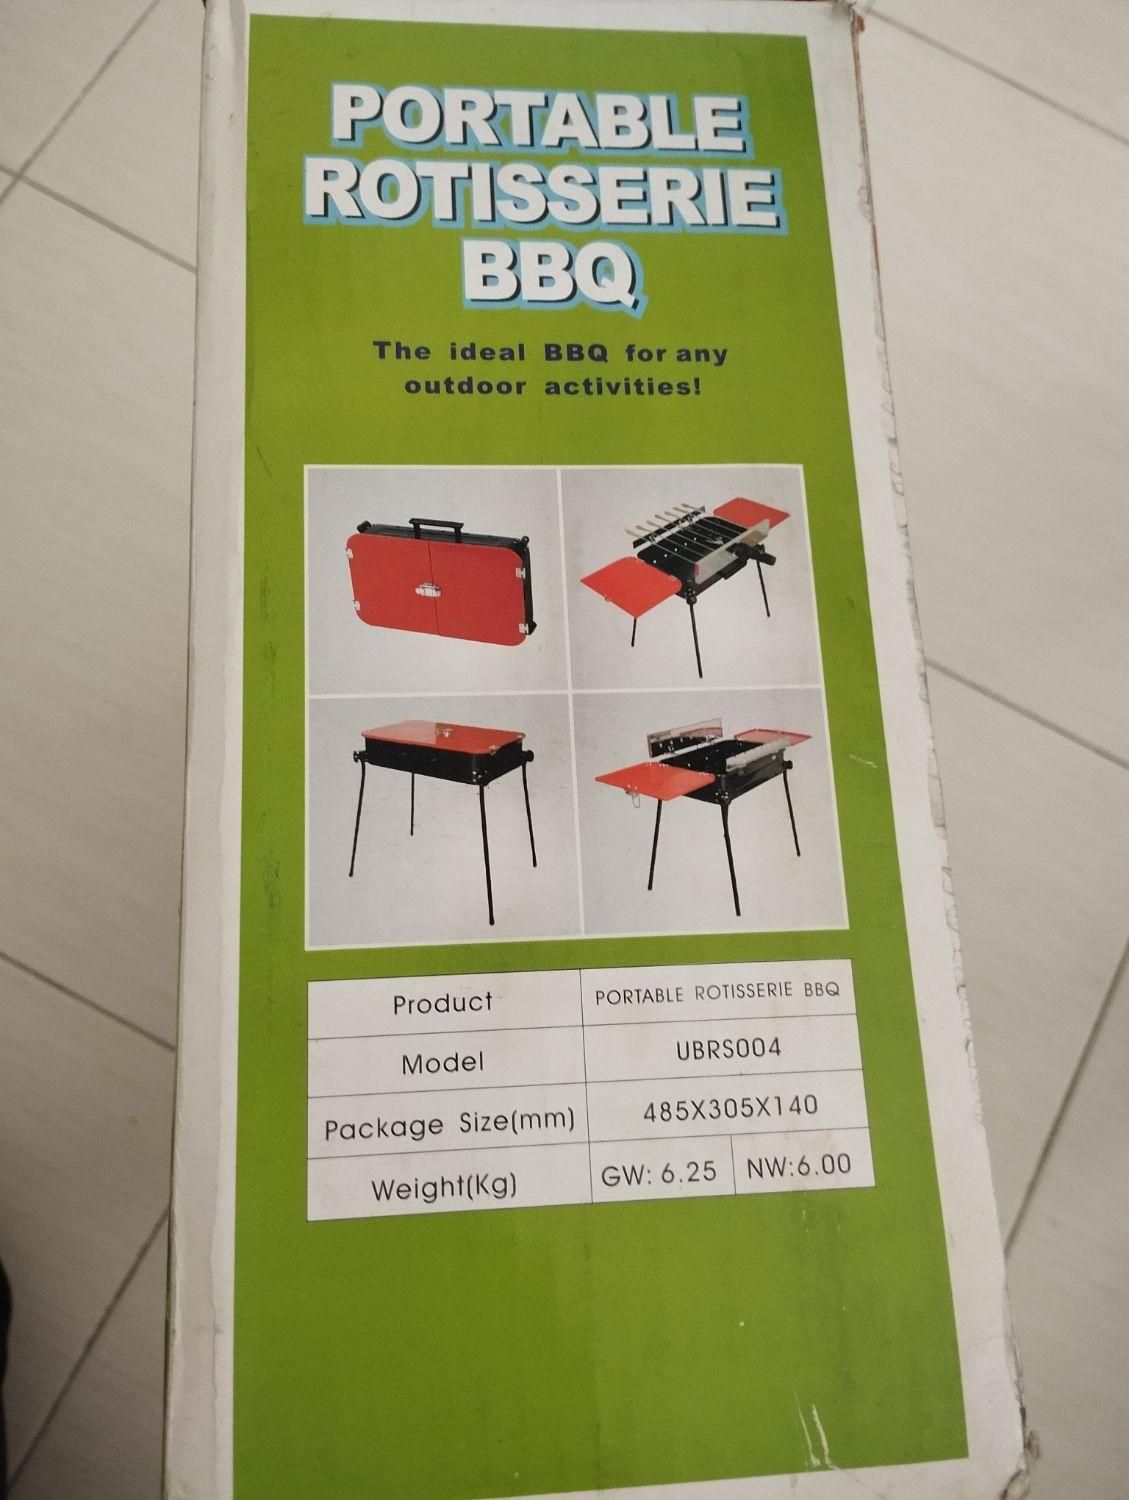 PORTABLE
ROTISSERIE
BBQ
The ideal BBQ for any
outdoor activities!
Product PORTABLE ROTISSERIE BBQ
Model UBRS004
Package Size(mm) 485X305X140
Weight(Kg) GW: 6.25 NW:6.00